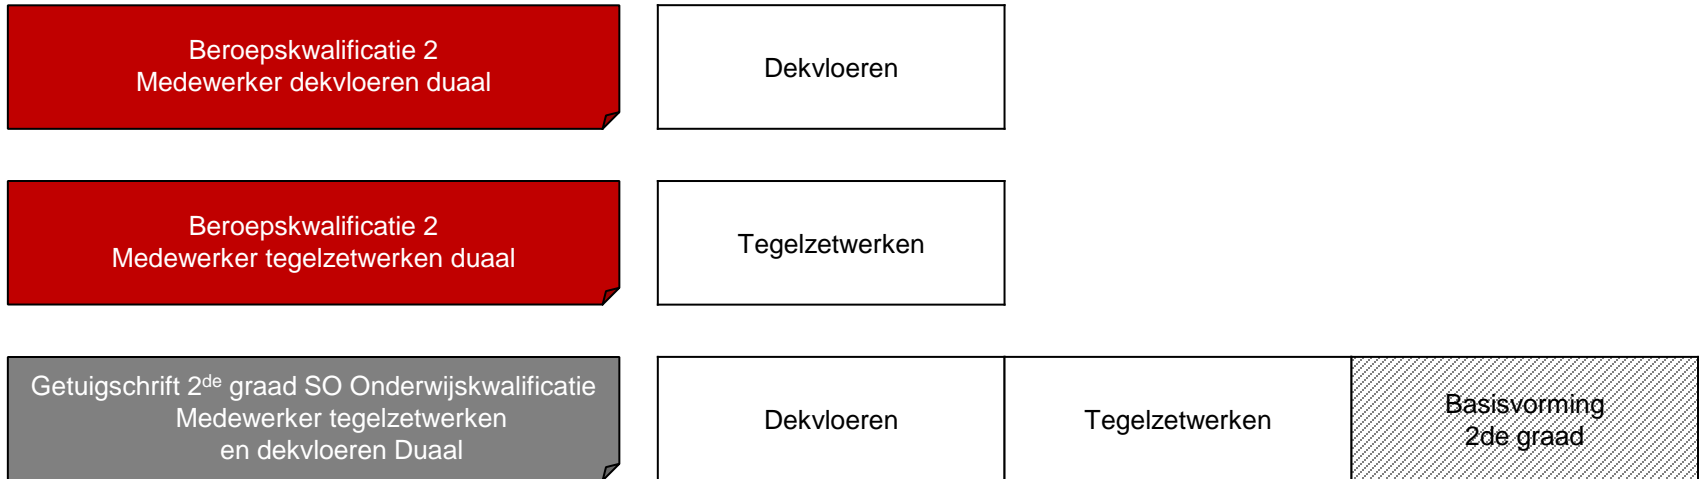 Beroepskwalificatie 2
Medewerker dekvloeren duaal
Dekvloeren
Beroepskwalificatie 2
Medewerker tegelzetwerken duaal
Tegelzetwerken
Getuigschrift 2de graad SO Onderwijskwalificatie
Medewerker tegelzetwerken
en dekvloeren Duaal
Dekvloeren
Tegelzetwerken
Basisvorming
2de graad